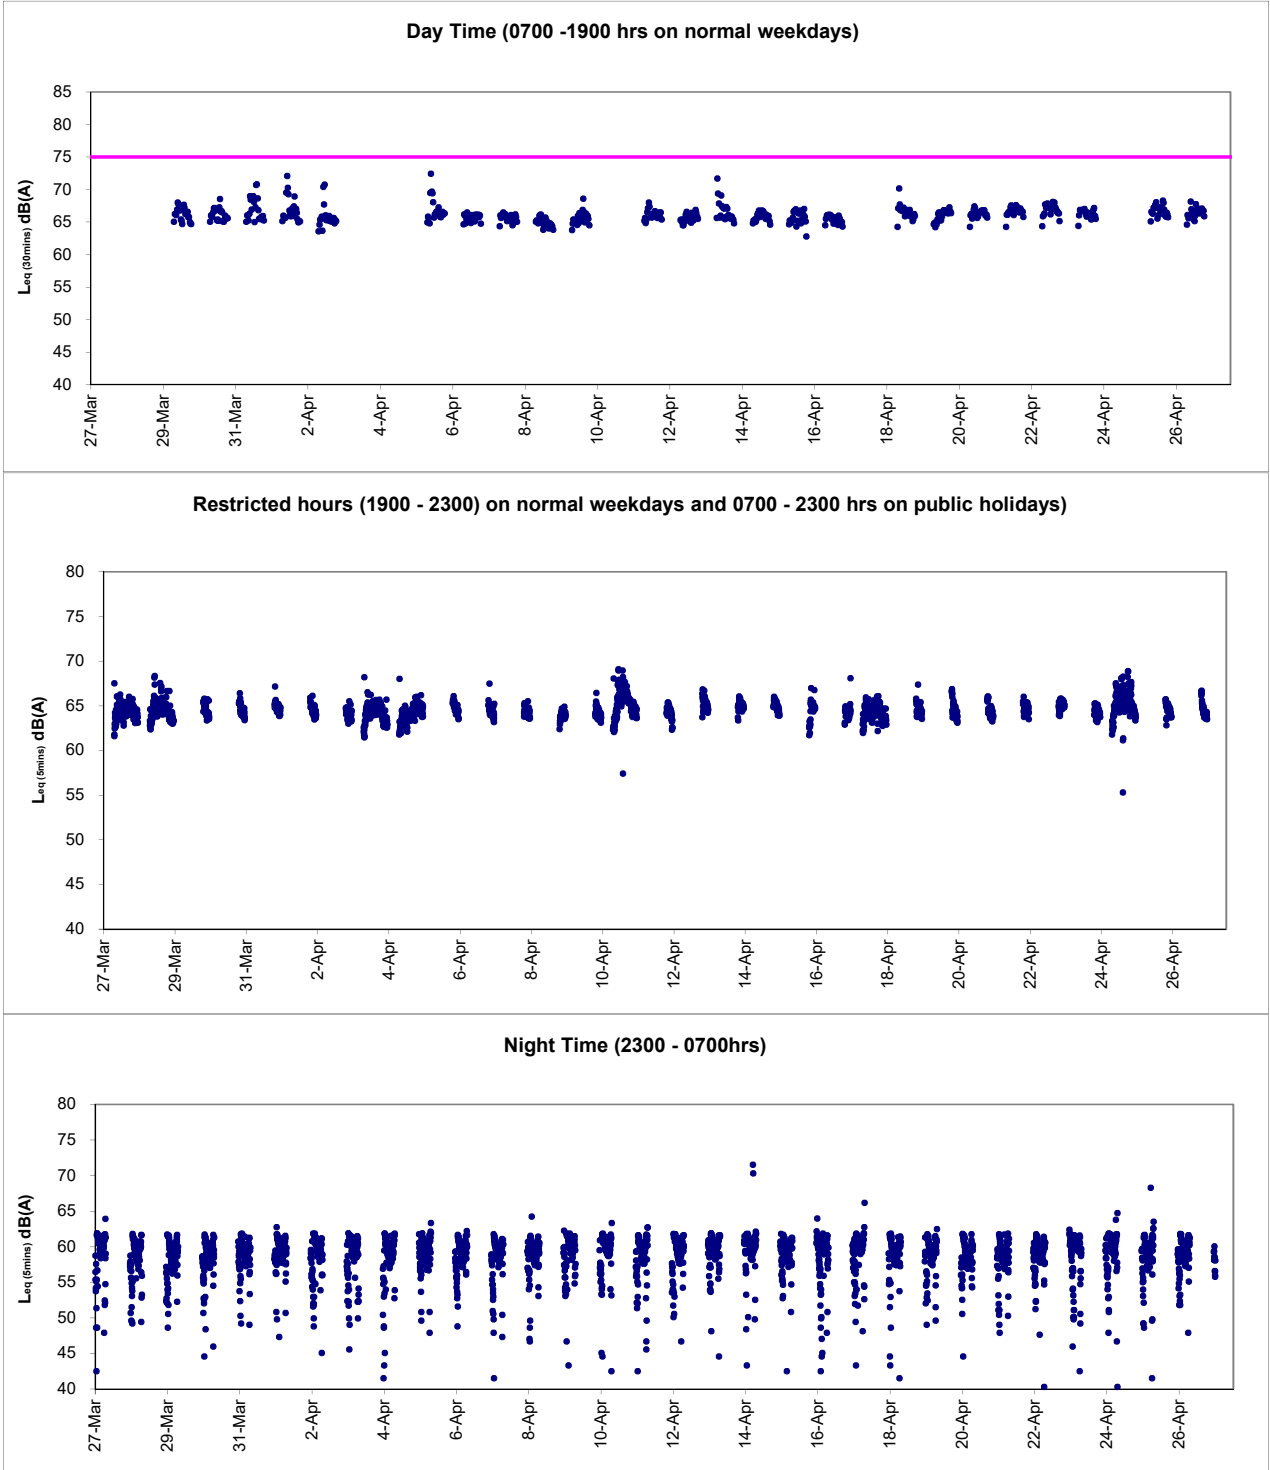 Day Time (0700 -1900 hrs on normal weekdays)
85
80
75
70
65
60
55
50
45
40
Leq (30mins) dB(A)
27-Mar
29-Mar
31-Mar
2-Apr
4-Apr
6-Apr
8-Apr
10-Apr
12-Apr
14-Apr
16-Apr
18-Apr
20-Apr
22-Apr
24-Apr
26-Apr
Restricted hours (1900 - 2300) on normal weekdays and 0700 - 2300 hrs on public holidays)
80
75
70
65
60
55
50
45
40
Leq (5mins) dB(A)
27-Mar
29-Mar
31-Mar
2-Apr
4-Apr
6-Apr
8-Apr
10-Apr
12-Apr
14-Apr
16-Apr
18-Apr
20-Apr
22-Apr
24-Apr
26-Apr
Night Time (2300 - 0700hrs)
80
75
70
65
60
55
50
45
40
Leq (5mins) dB(A)
27-Mar
29-Mar
31-Mar
2-Apr
4-Apr
6-Apr
8-Apr
10-Apr
12-Apr
14-Apr
16-Apr
18-Apr
20-Apr
22-Apr
24-Apr
26-Apr